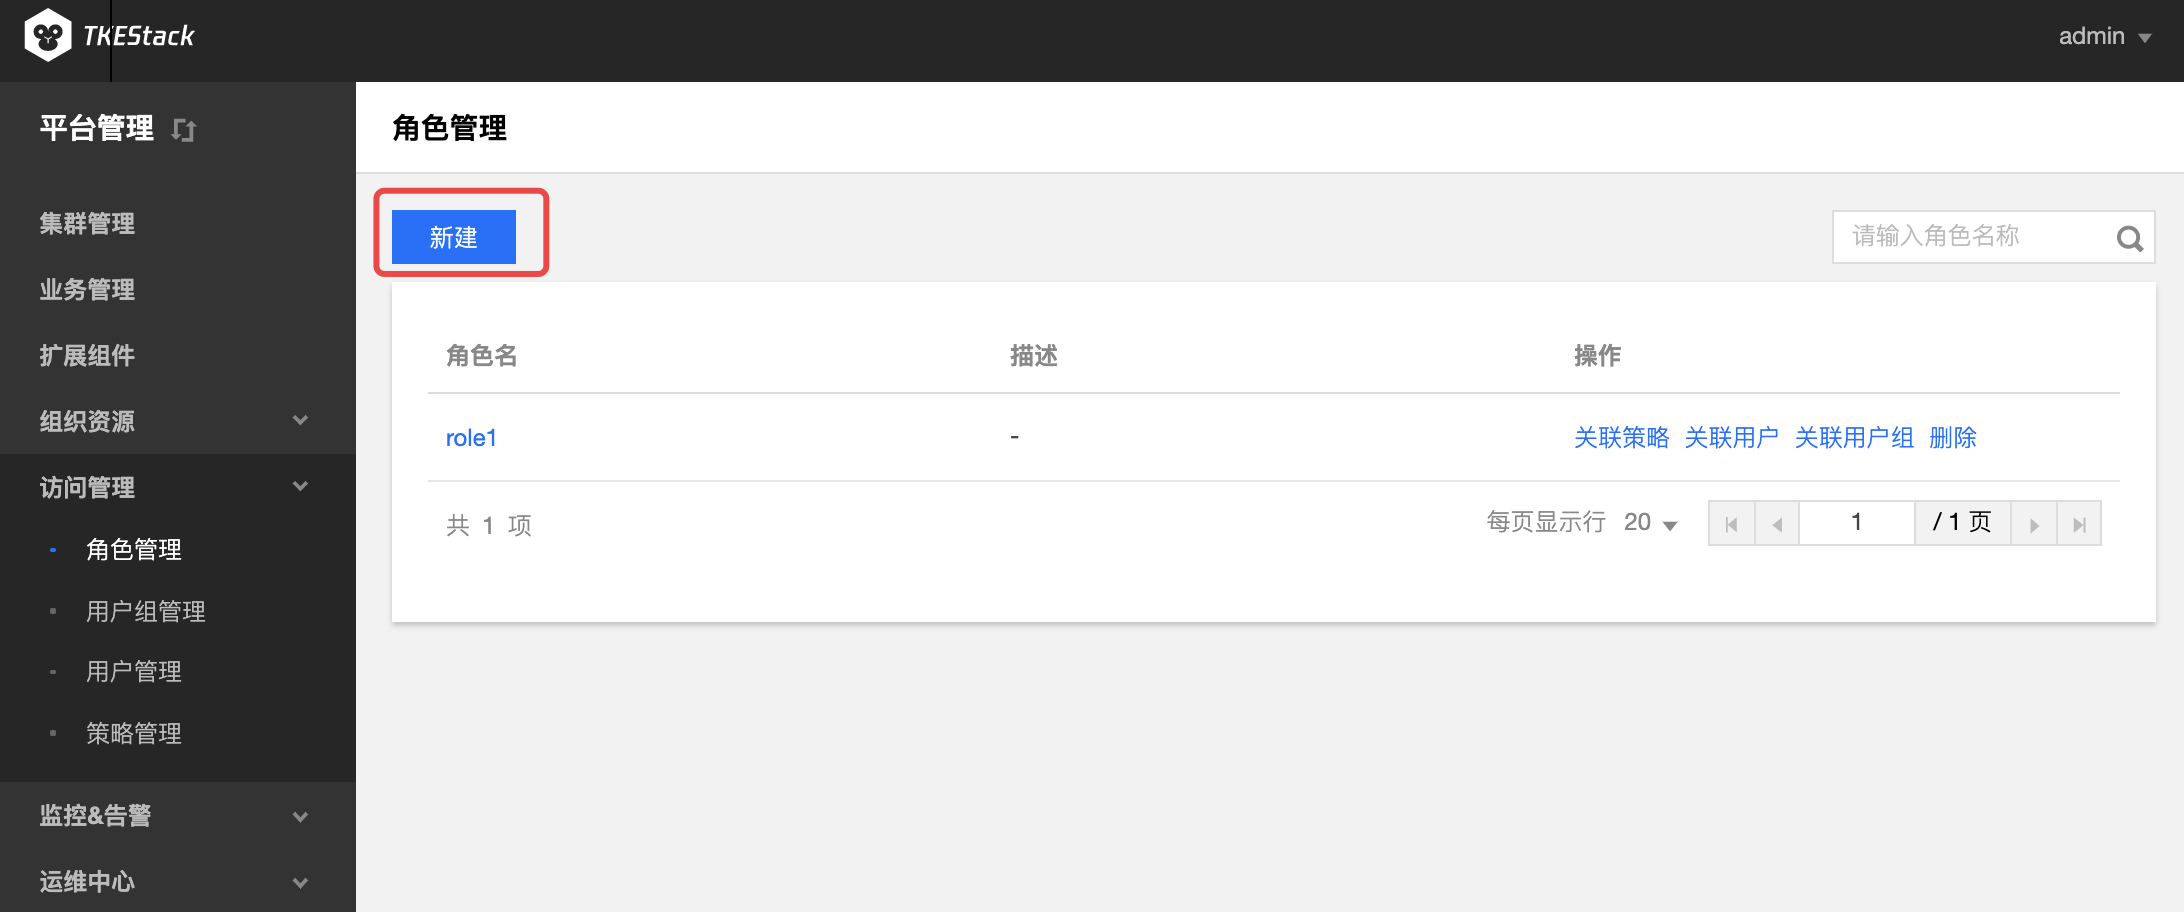 TKEStack
admin
平台管理
集群管理
业务管理
扩展组件
组织资源
访问管理
角色管理
用户组管理
用户管理
策略管理
监控&告警
运维中心
角色管理
新建
请输入角色名称
角色名 描述 操作
role1 - 关联策略 关联用户 关联用户组 删除
共 1 项 每页显示行 20 1 / 1 页